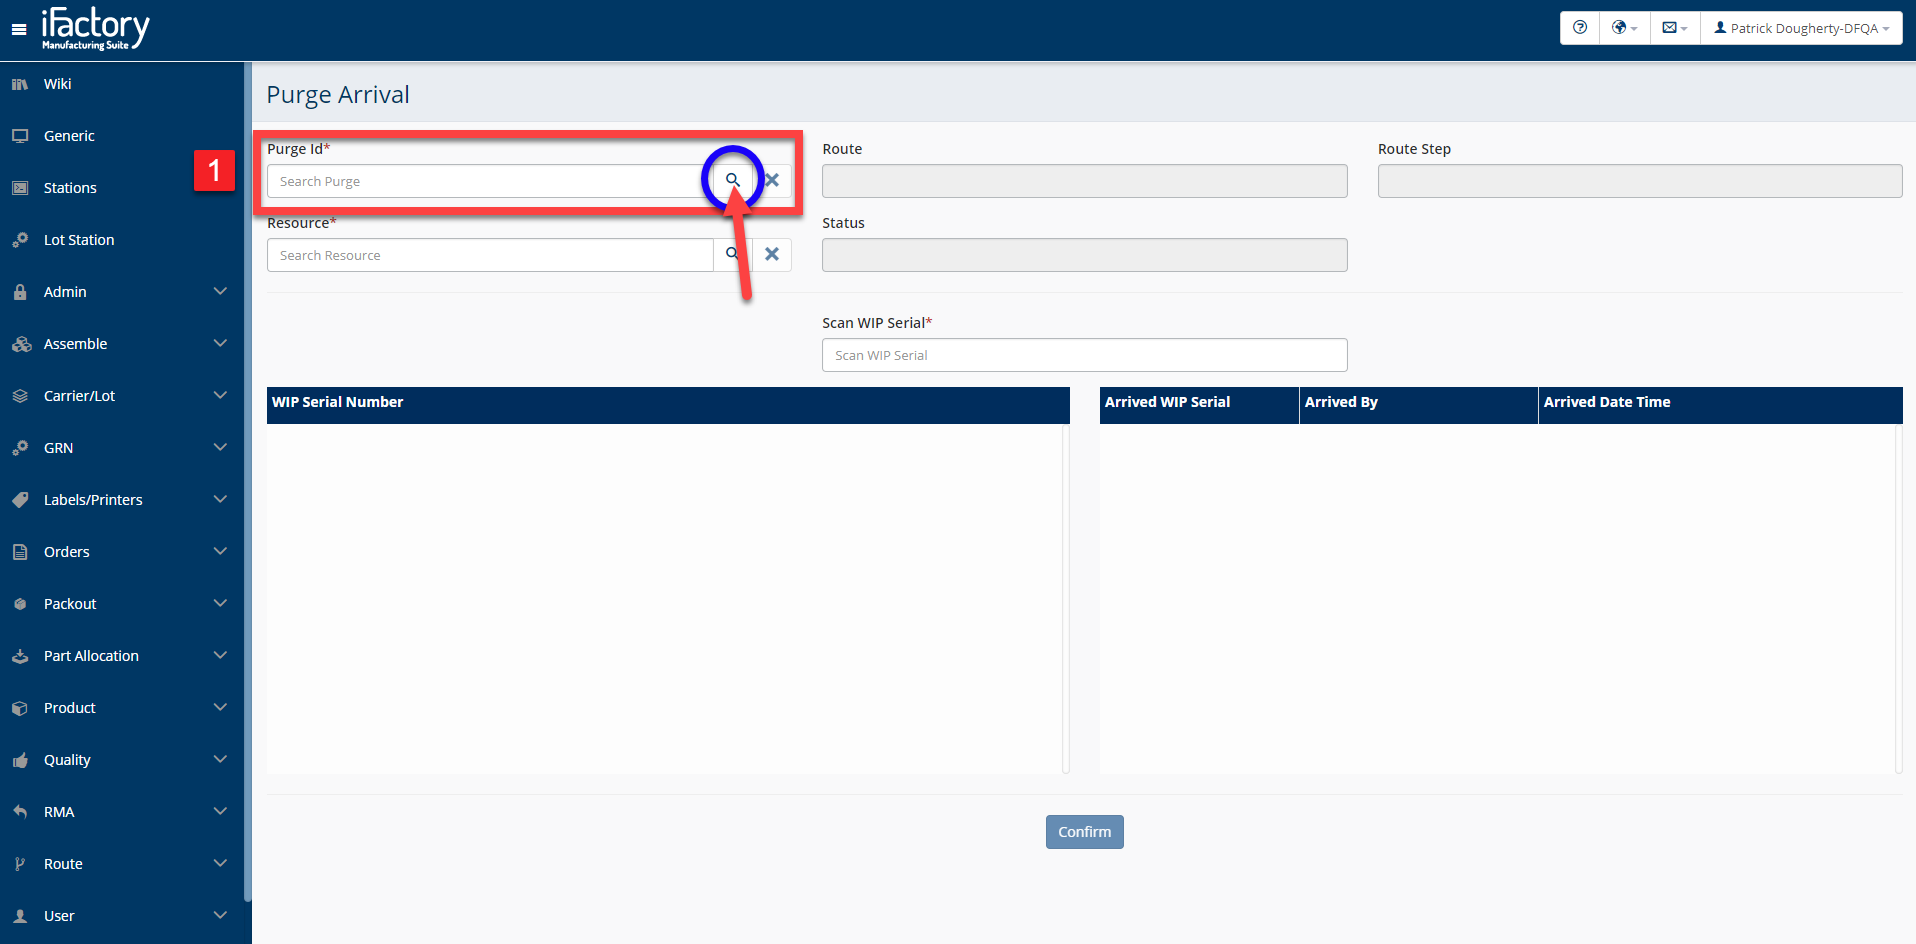 iFactory
Manufacturing Suite
Patrick Dougherty-DFQA
Wiki
Generic
Stations
Lot Station
Admin
Assemble
Carrier/Lot
GRN
Labels/Printers
Orders
Packout
Part Allocation
Product
Quality
RMA
Route
User
Purge Arrival
1
Purge Id*
Search Purge
Route
Route Step
Resource*
Search Resource
Status
Scan WIP Serial*
Scan WIP Serial
WIP Serial Number
Arrived WIP Serial Arrived By Arrived Date Time
Confirm